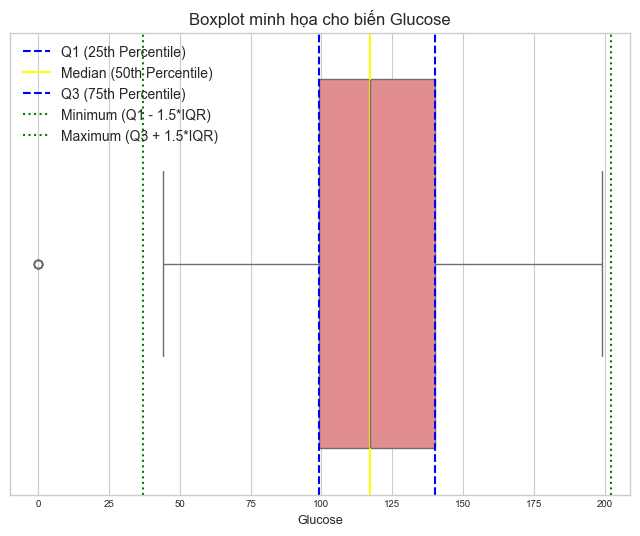 Boxplot minh họa cho biến Glucose
Q1 (25th Percentile)
Median (50th Percentile)
Q3 (75th Percentile)
Minimum (Q1 - 1.5*IQR)
Maximum (Q3 + 1.5*IQR)
0 25 50 75 100 125 150 175 200
Glucose